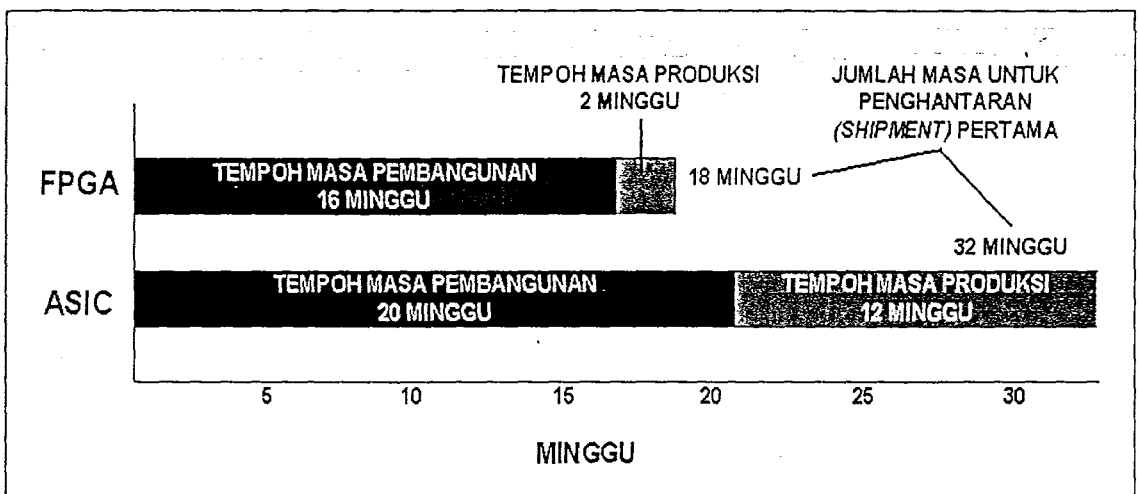 TEMPOH MASA PRODUKSI
2 MINGGU
JUMLAH MASA UNTUK
PENGHANTARAN
(SHIPMENT) PERTAMA
FPGA
TEMPOH MASA PEMBANGUNAN
16 MINGGU
18 MINGGU
32 MINGGU
ASIC
TEMPOH MASA PEMBANGUNAN
20 MINGGU
TEMPOH MASA PRODUKSI
12 MINGGU
5 10 15 20 25 30
MINGGU